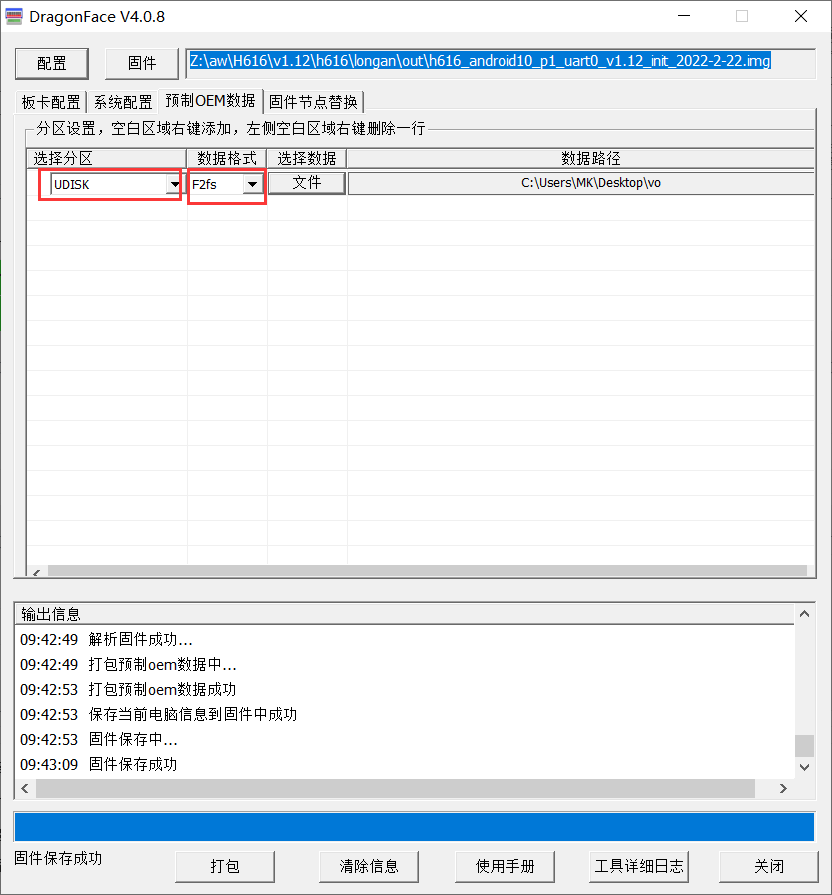 DragonFace V4.0.8
配置 固件 Z:\aw\H616\v1.12\h616\longan\out\h616_android10_p1_uart0_v1.12_init_2022-2-22.img
板卡配置 系统配置 预制OEM数据 固件节点替换
分区设置，空白区域右键添加，左侧空白区域右键删除一行
选择分区 数据格式 选择数据 数据路径
UDISK F2fs 文件 C:\Users\MK\Desktop\vo
输出信息
09:42:49 解析固件成功...
09:42:49 打包预制oem数据中...
09:42:53 打包预制oem数据成功
09:42:53 保存当前电脑信息到固件中成功
09:42:53 固件保存中...
09:43:09 固件保存成功
固件保存成功 打包 清除信息 使用手册 工具详细日志 关闭